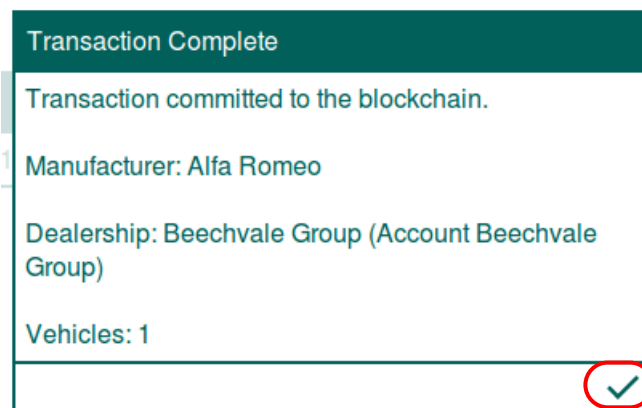 Transaction Complete
Transaction committed to the blockchain.
Manufacturer: Alfa Romeo
Dealership: Beechvale Group (Account Beechvale
Group)
Vehicles: 1